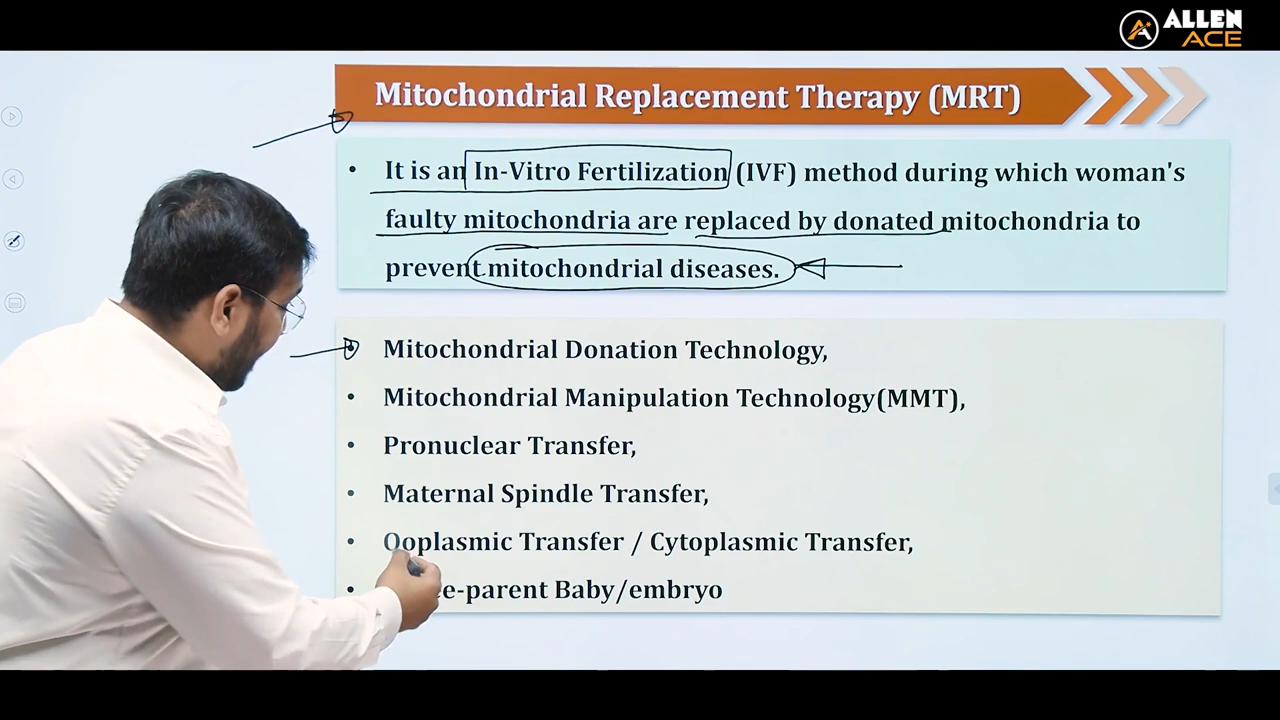 ALLEN
ACE
Mitochondrial Replacement Therapy (MRT)
• It is an In-Vitro Fertilization (IVF) method during which woman's
faulty mitochondria are replaced by donated mitochondria to
prevent mitochondrial diseases.
• Mitochondrial Donation Technology,
• Mitochondrial Manipulation Technology(MMT),
• Pronuclear Transfer,
• Maternal Spindle Transfer,
• Ooplasmic Transfer / Cytoplasmic Transfer,
• Baby/embryo